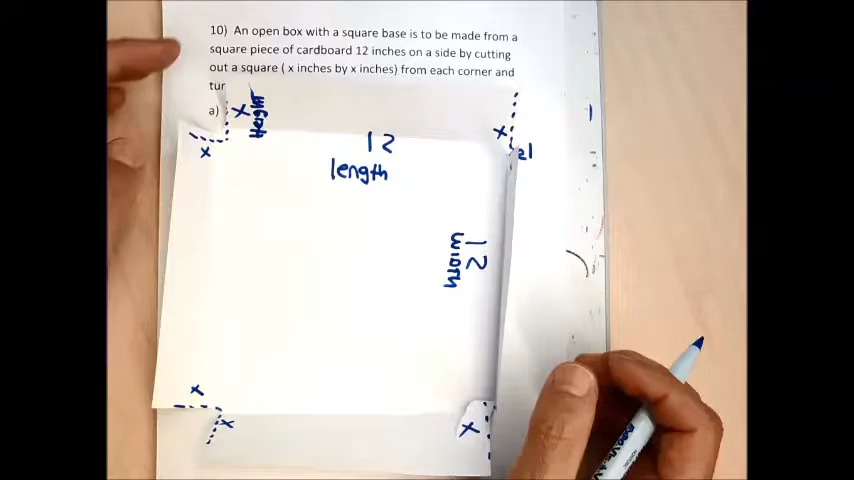 10) An open box with a square base is to be made from a
square piece of cardboard 12 inches on a side by cutting
out a square ( x inches by x inches) from each corner and
tur
a)
x
height
x
12
length
x
12
width
x
x
x